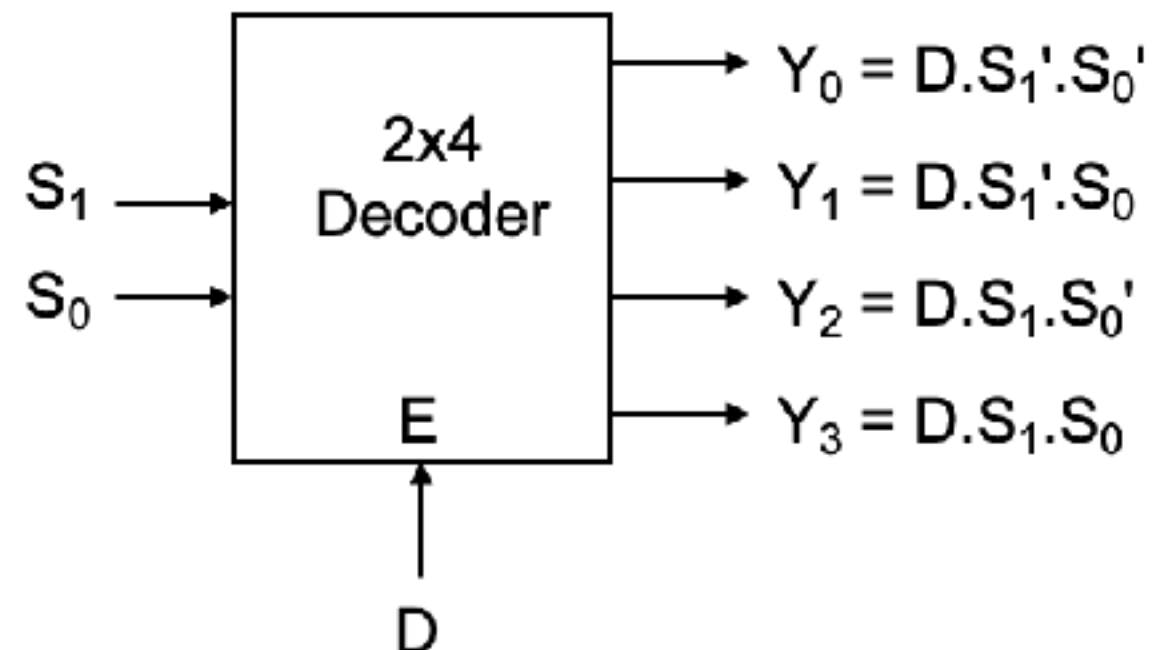 2x4
Decoder
S₁
S₀
E
D
Y₀ = D.S₁'.S₀'
Y₁ = D.S₁'.S₀
Y₂ = D.S₁.S₀'
Y₃ = D.S₁.S₀